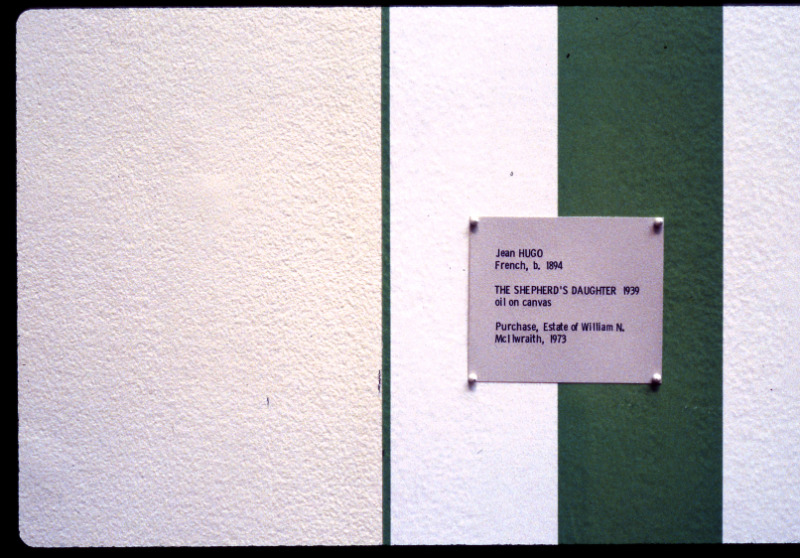 Jean HUGO
French, b. 1894
THE SHEPHERD'S DAUGHTER 1939
oil on canvas
Purchase, Estate of William N.
McIlwraith, 1973